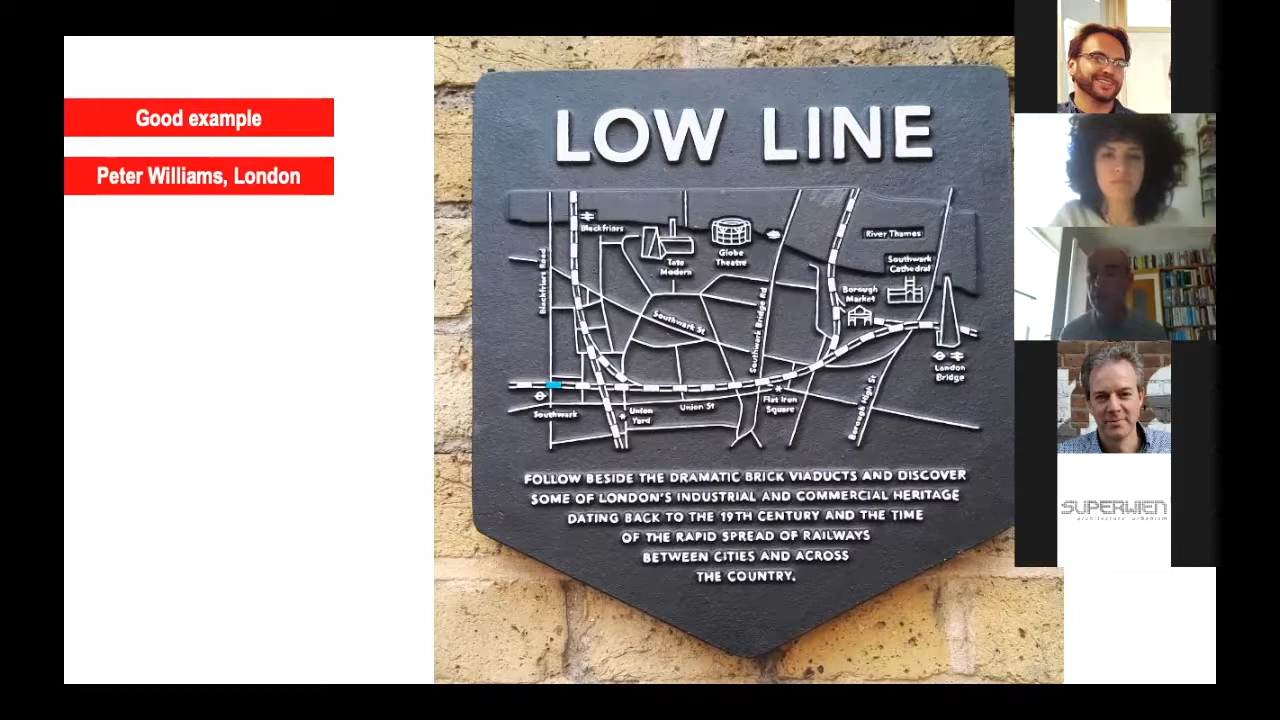 Good example
Peter Williams, London
LOW LINE
Blackfriars
River Thames
Globe
Theatre
Tate
Modern
Southwark
Cathedral
Blackfriars Road
Borough
Market
Southwark St
Southwark Bridge Rd
London
Bridge
Southwark
Union
Yard
Union St
Flat Iron
Square
Borough High St
FOLLOW BESIDE THE DRAMATIC BRICK VIADUCTS AND DISCOVER
SOME OF LONDON'S INDUSTRIAL AND COMMERCIAL HERITAGE
DATING BACK TO THE 19TH CENTURY AND THE TIME
OF THE RAPID SPREAD OF RAILWAYS
BETWEEN CITIES AND ACROSS
THE COUNTRY.
SUPERWIEN
architecture urbanism